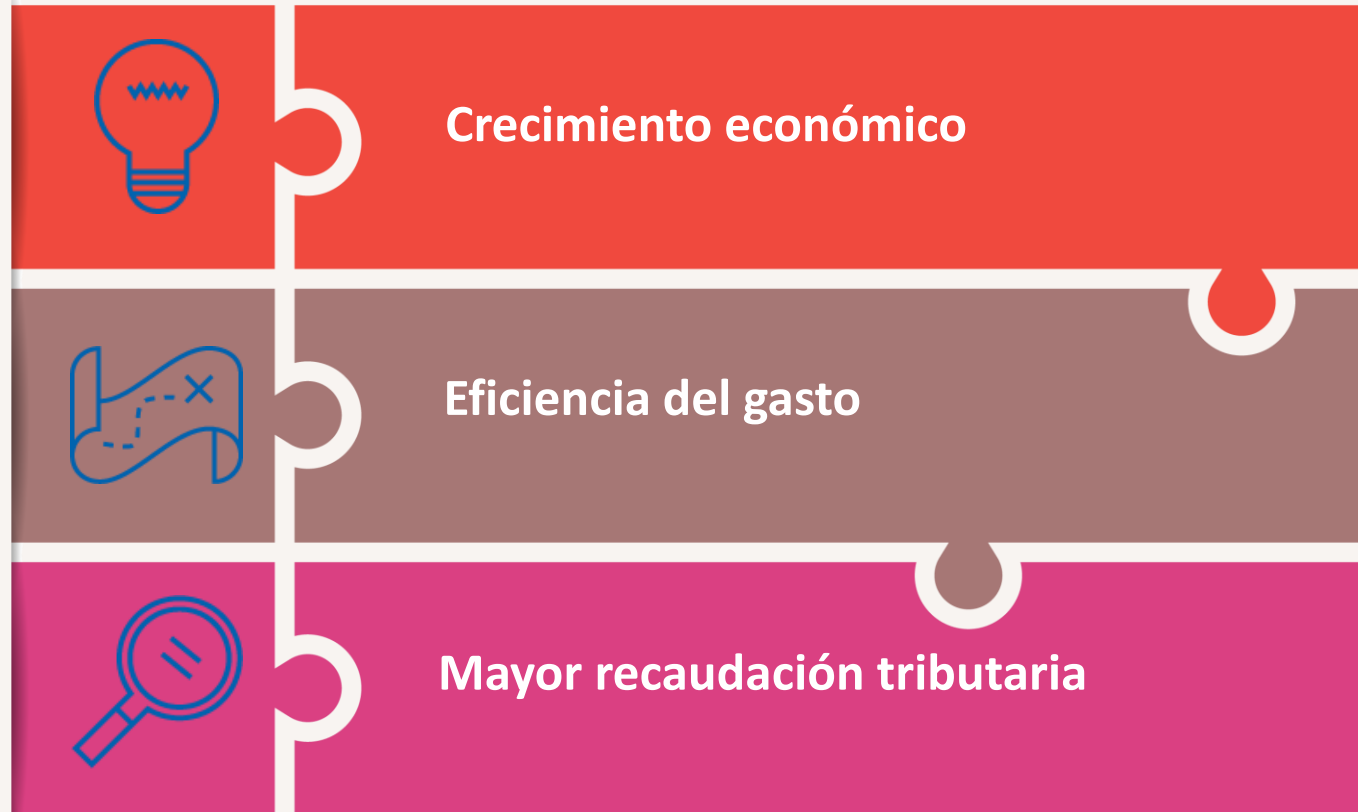 Crecimiento económico
Eficiencia del gasto
Mayor recaudación tributaria